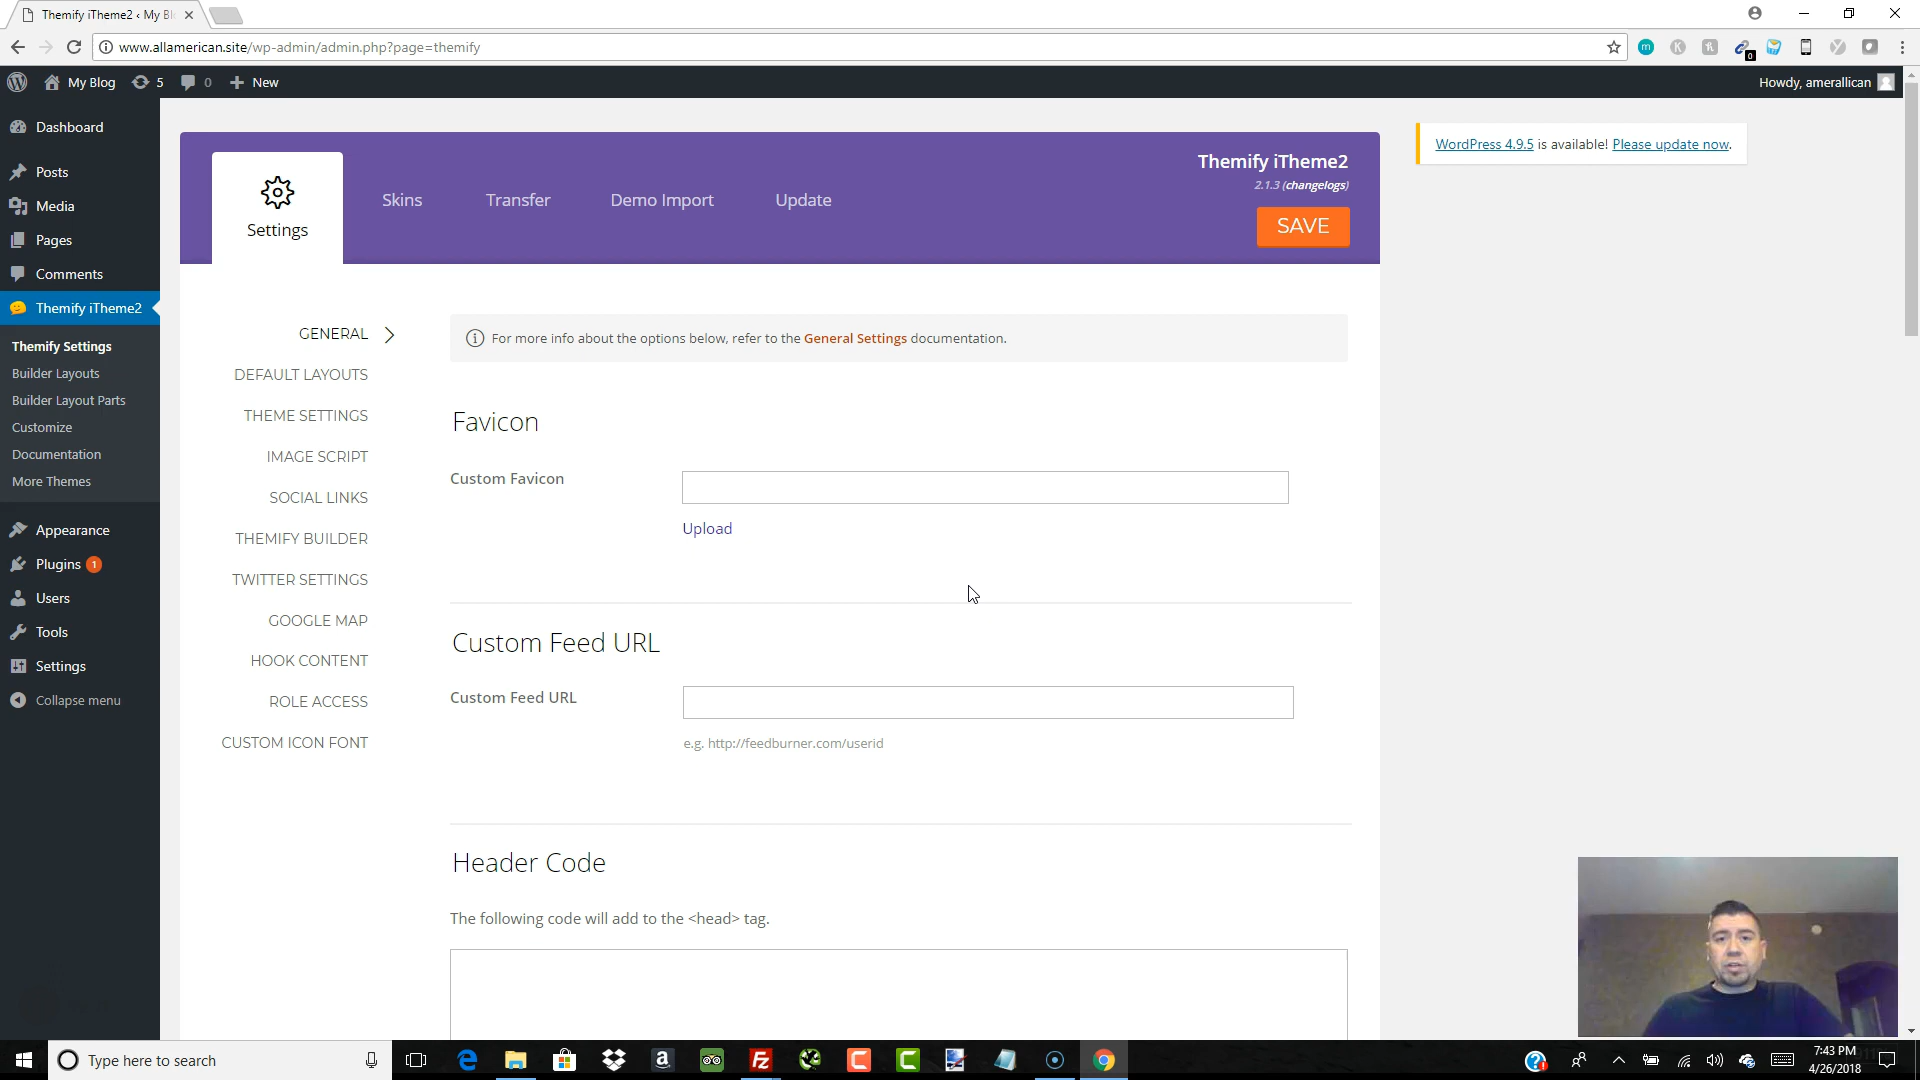 Themify iTheme2 ‹ My Bl
www.allamerican.site/wp-admin/admin.php?page=themify
0
My Blog 5 0 New
Howdy, amerallican
Dashboard
Posts
Media
Pages
Comments
Themify iTheme2
Themify Settings
Builder Layouts
Builder Layout Parts
Customize
Documentation
More Themes
Appearance
Plugins 1
Users
Tools
Settings
Collapse menu
Settings
Skins
Transfer
Demo Import
Update
Themify iTheme2
2.1.3 (changelogs)
SAVE
WordPress 4.9.5 is available! Please update now.
GENERAL
DEFAULT LAYOUTS
THEME SETTINGS
IMAGE SCRIPT
SOCIAL LINKS
THEMIFY BUILDER
TWITTER SETTINGS
GOOGLE MAP
HOOK CONTENT
ROLE ACCESS
CUSTOM ICON FONT
For more info about the options below, refer to the General Settings documentation.
Favicon
Custom Favicon
Upload
Custom Feed URL
Custom Feed URL
e.g. http://feedburner.com/userid
Header Code
The following code will add to the <head> tag.
Type here to search
7:43 PM
4/26/2018